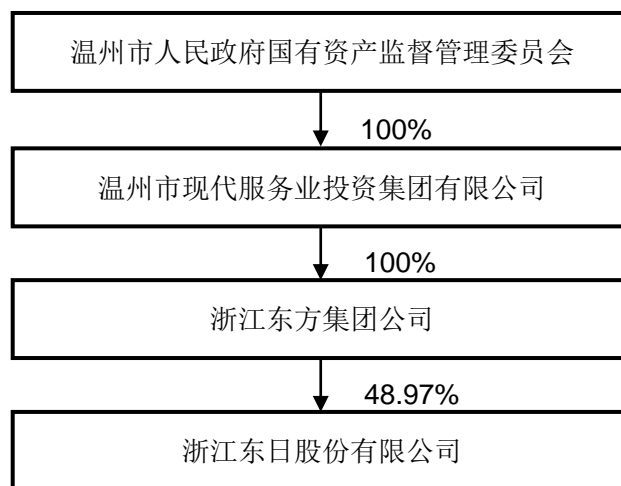 温州市人民政府国有资产监督管理委员会
100%
温州市现代服务业投资集团有限公司
100%
浙江东方集团公司
48.97%
浙江东日股份有限公司